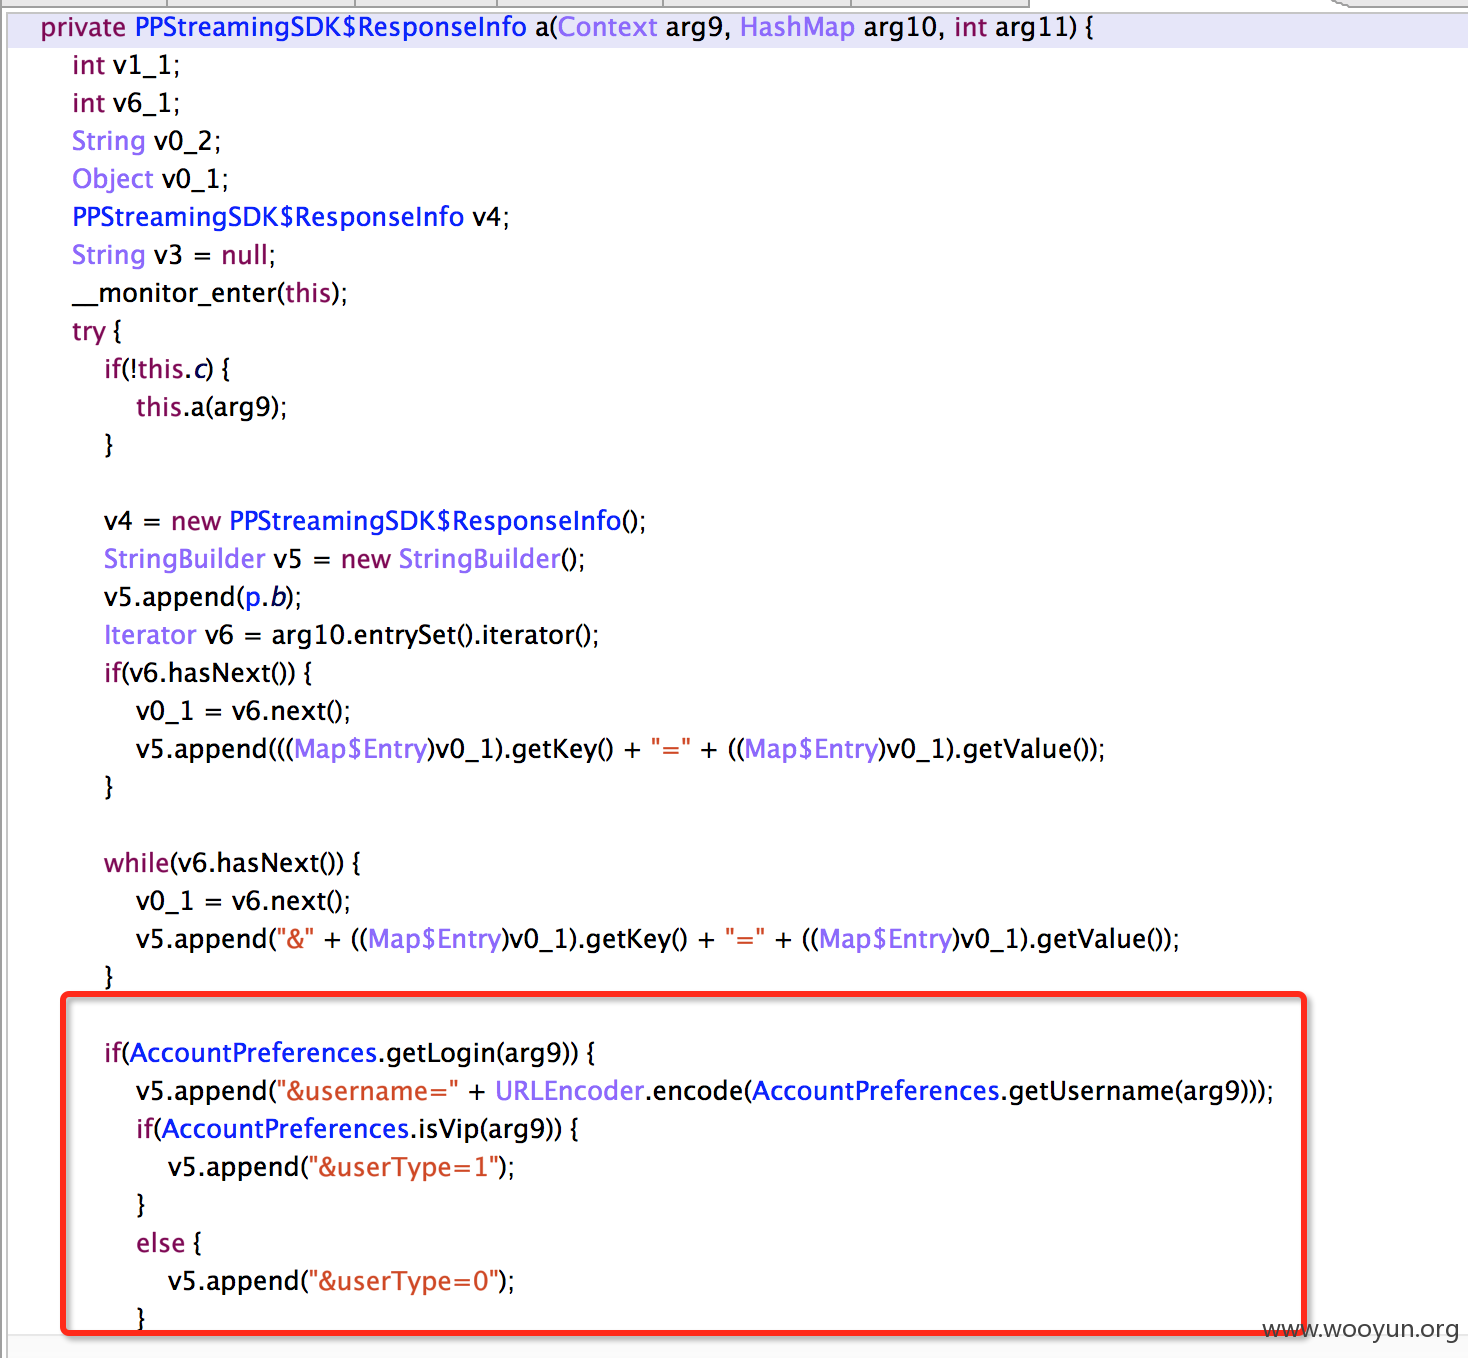 private PPStreamingSDK$ResponseInfo a(Context arg9, HashMap arg10, int arg11) {
int v1_1;
int v6_1;
String v0_2;
Object v0_1;
PPStreamingSDK$ResponseInfo v4;
String v3 = null;
__monitor_enter(this);
try {
if(!this.c) {
this.a(arg9);
}
v4 = new PPStreamingSDK$ResponseInfo();
StringBuilder v5 = new StringBuilder();
v5.append(p.b);
Iterator v6 = arg10.entrySet().iterator();
if(v6.hasNext()) {
v0_1 = v6.next();
v5.append(((Map$Entry)v0_1).getKey() + "=" + ((Map$Entry)v0_1).getValue());
}
while(v6.hasNext()) {
v0_1 = v6.next();
v5.append("&" + ((Map$Entry)v0_1).getKey() + "=" + ((Map$Entry)v0_1).getValue());
}
if(AccountPreferences.getLogin(arg9)) {
v5.append("&username=" + URLEncoder.encode(AccountPreferences.getUsername(arg9)));
if(AccountPreferences.isVip(arg9)) {
v5.append("&userType=1");
}
else {
v5.append("&userType=0");
}
www.wooyun.org